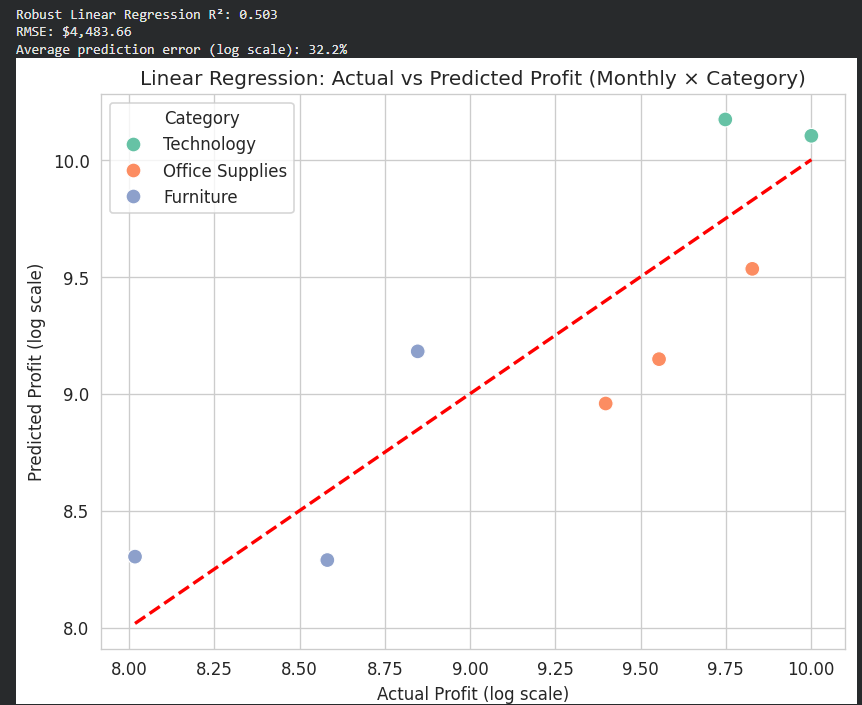 Robust Linear Regression R²: 0.503
RMSE: $4,483.66
Average prediction error (log scale): 32.2%
Linear Regression: Actual vs Predicted Profit (Monthly × Category)
Category
Technology
Office Supplies
Furniture
Predicted Profit (log scale)
10.0
9.5
9.0
8.5
8.0
8.00 8.25 8.50 8.75 9.00 9.25 9.50 9.75 10.00
Actual Profit (log scale)